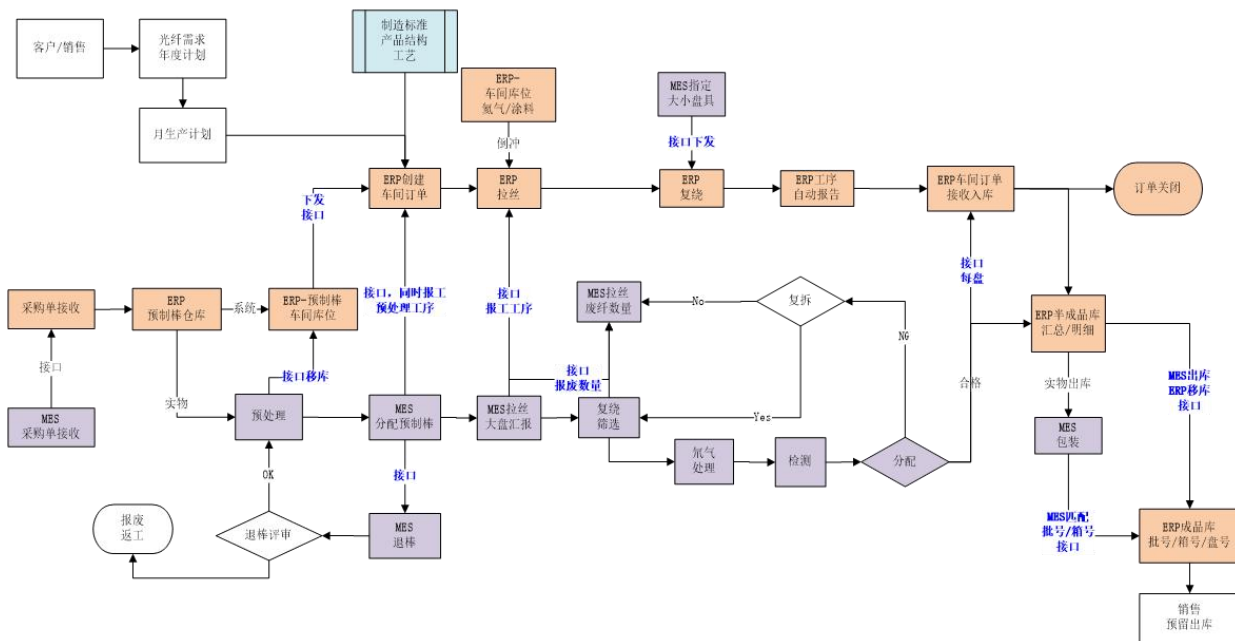 客户/销售
光纤需求
年度计划
月生产计划
制造标准
产品结构
工艺
ERP-
车间库位
氦气/涂料
倒冲
MES指定
大小盘具
接口下发
下发
接口
ERP创建
车间订单
ERP
拉丝
ERP
复绕
ERP工序
自动报告
ERP车间订单
接收入库
订单关闭
采购单接收
ERP
预制棒仓库
系统
ERP-预制棒
车间库位
接口，同时报工
预处理工序
接口
报工工序
MES拉丝
废纤数量
No
复拆
NG
接口
每盘
ERP半成品库
汇总/明细
接口
实物
接口移库
接口
报废数量
Yes
合格
实物出库
MES出库
ERP移库
接口
MES
采购单接收
预处理
MES
分配预制棒
MES拉丝
大盘汇报
复绕
筛选
氘气
处理
检测
分配
MES
包装
OK
接口
报废
返工
退棒评审
MES
退棒
MES匹配
批号/箱号
接口
ERP成品库
批号/箱号/盘号
销售
预留出库